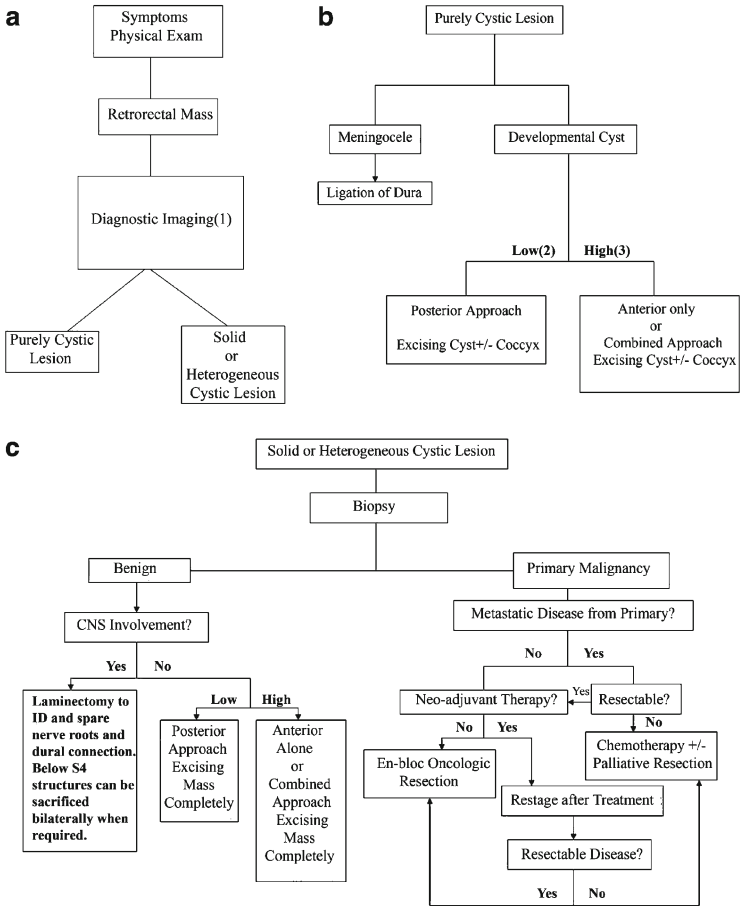 a
Symptoms
Physical Exam
Retrorectal Mass
Diagnostic Imaging(1)
Purely Cystic
Lesion
Solid
or
Heterogeneous
Cystic Lesion
b
Purely Cystic Lesion
Meningocele
Developmental Cyst
Ligation of Dura
Low(2)
High(3)
Posterior Approach
Excising Cyst+/- Coccyx
Anterior only
or
Combined Approach
Excising Cyst+/- Coccyx
c
Solid or Heterogeneous Cystic Lesion
Biopsy
Benign
Primary Malignancy
CNS Involvement?
Metastatic Disease from Primary?
Yes
No
No
Yes
Laminectomy to
ID and spare
nerve roots and
dural connection.
Below S4
structures can be
sacrificed
bilaterally when
required.
Low
High
Posterior
Approach
Excising
Mass
Completely
Anterior
Alone
or
Combined
Approach
Excising
Mass
Completely
Neo-adjuvant Therapy?
Yes
Resectable?
No
Yes
No
En-bloc Oncologic
Resection
Chemotherapy +/-
Palliative Resection
Restage after Treatment
Resectable Disease?
Yes
No